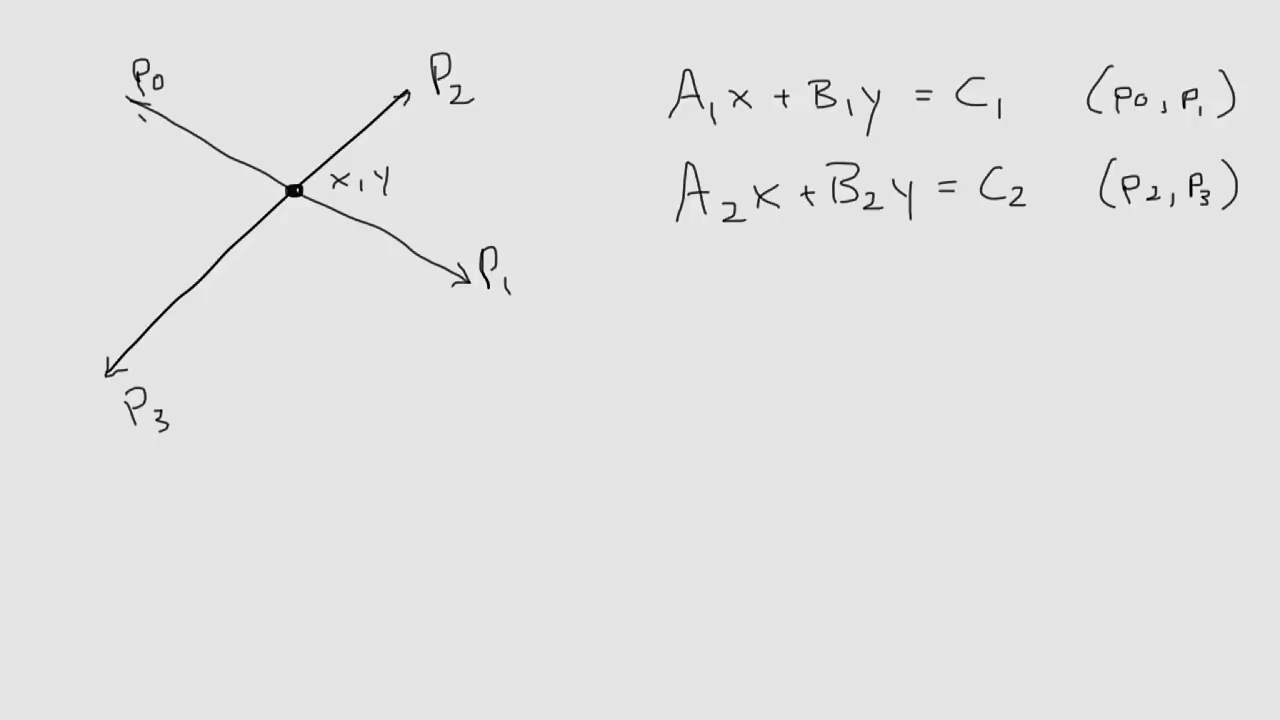 P0
P2
x, y
P1
P3
A1x + B1y = C1 (P0, P1)
A2x + B2y = C2 (P2, P3)